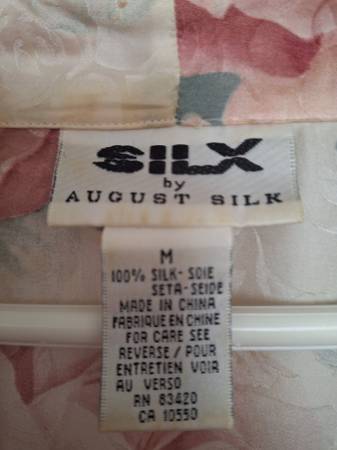 SILX
by
AUGUST SILK
M
100% SILK-SOIE
SETA-SEIDE
MADE IN CHINA
FABRIQUE EN CHINE
FOR CARE SEE
REVERSE / POUR
ENTRETIEN VOIR
AU VERSO
RN 83420
CA 10550